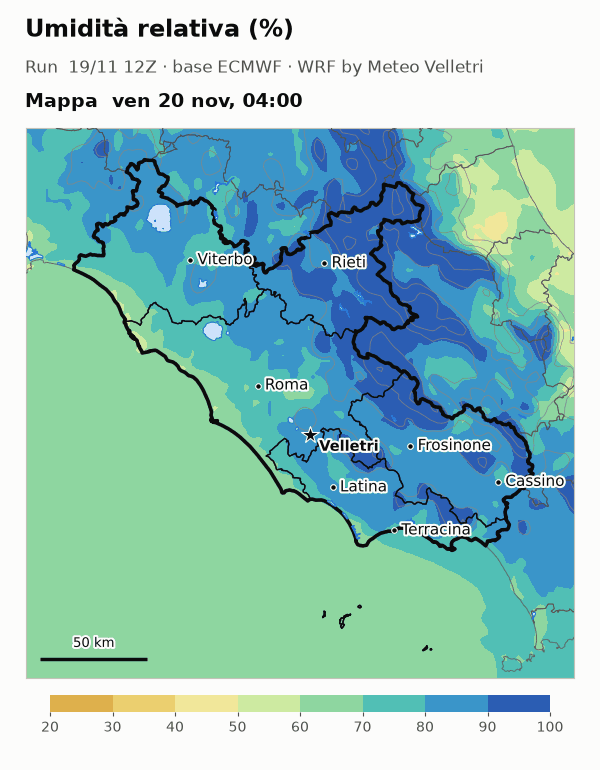 Umidità relativa (%)
Run  19/11 12Z · base ECMWF · WRF by Meteo Velletri
Mappa  ven 20 nov, 04:00
Viterbo
Rieti
Roma
Velletri
Frosinone
Latina
Cassino
Terracina
50 km
20 30 40 50 60 70 80 90 100